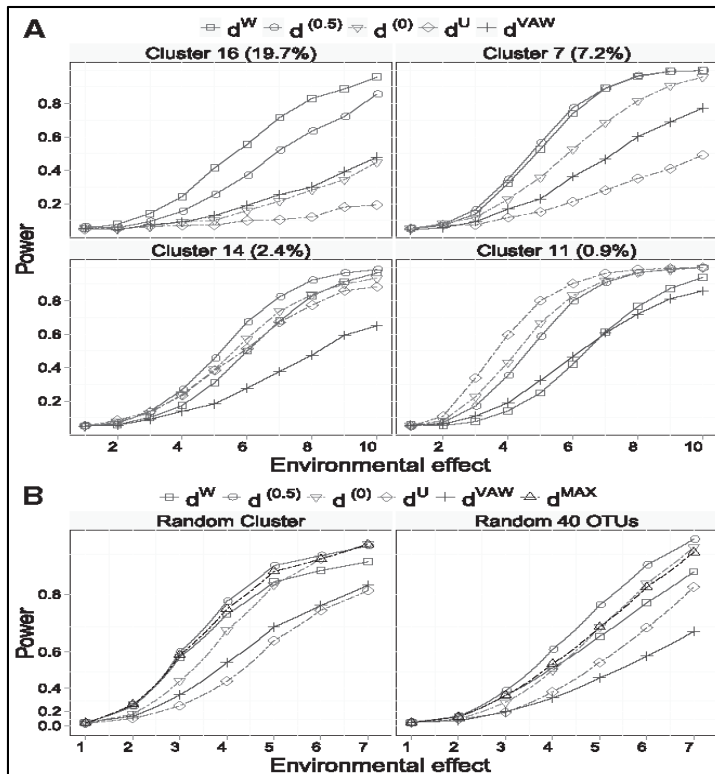 A
d^W d^(0.5) d^(0) d^U d^VAW
Cluster 16 (19.7%) Cluster 7 (7.2%)
0.8
0.6
0.4
0.2
Cluster 14 (2.4%) Cluster 11 (0.9%)
0.8
0.6
0.4
0.2
Power
2 4 6 8 10 2 4 6 8 10
Environmental effect Environmental effect
B
d^W d^(0.5) d^(0) d^U d^VAW d^MAX
Random Cluster Random 40 OTUs
0.8
0.6
0.4
0.2
0.0
Power
1 2 3 4 5 6 7 1 2 3 4 5 6 7
Environmental effect Environmental effect